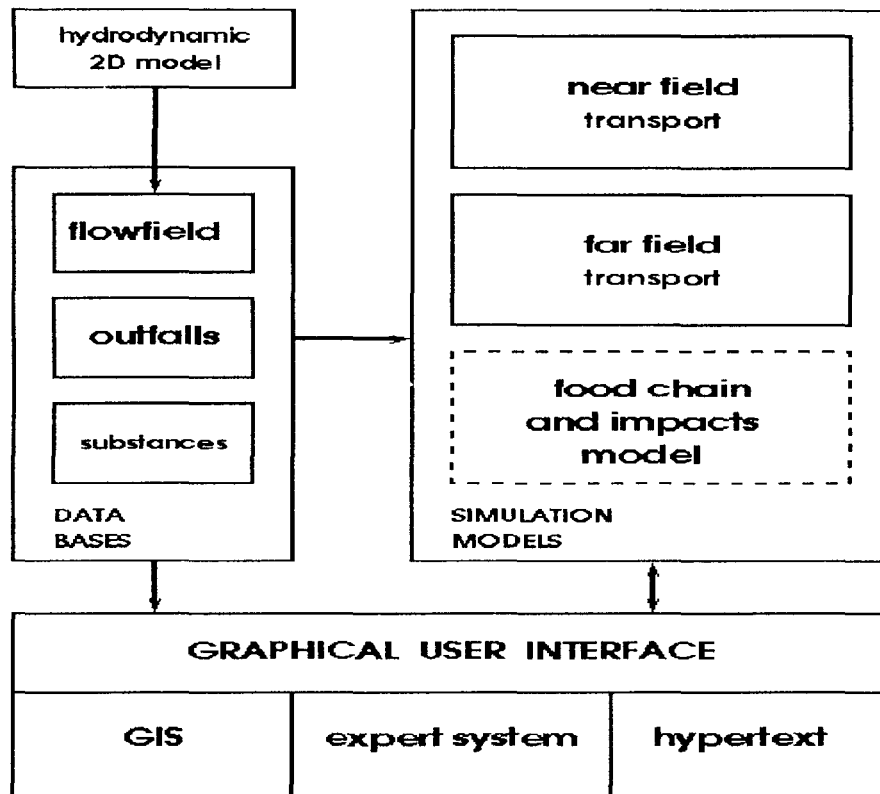 hydrodynamic
2D model
flowfield
outfalls
substances
DATA
BASES
near field
transport
far field
transport
food chain
and impacts
model
SIMULATION
MODELS
GRAPHICAL USER INTERFACE
GIS
expert system
hypertext